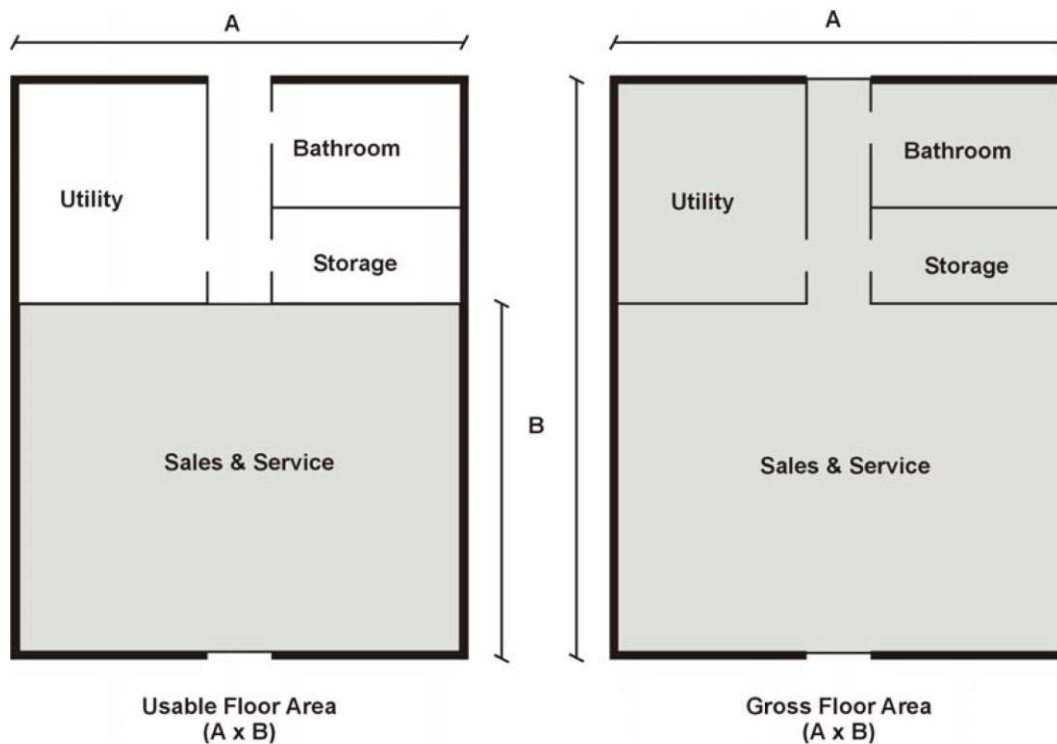 A
A
Utility
Bathroom
Storage
Utility
Bathroom
Storage
B
Sales & Service
Sales & Service
Usable Floor Area
(A x B)
Gross Floor Area
(A x B)